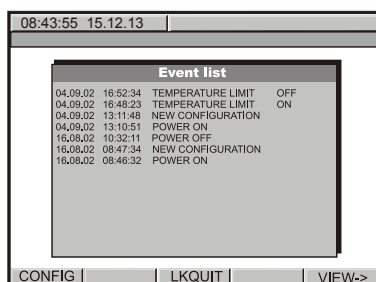 08:43:55 15.12.13
Event list
04.09.02 16:52:34 TEMPERATURE LIMIT OFF
04.09.02 16:48:23 TEMPERATURE LIMIT ON
04.09.02 13:11:48 NEW CONFIGURATION
04.09.02 13:10:51 POWER ON
16.08.02 10:32:11 POWER OFF
16.08.02 08:47:34 NEW CONFIGURATION
16.08.02 08:46:32 POWER ON
CONFIG LKQUIT VIEW->